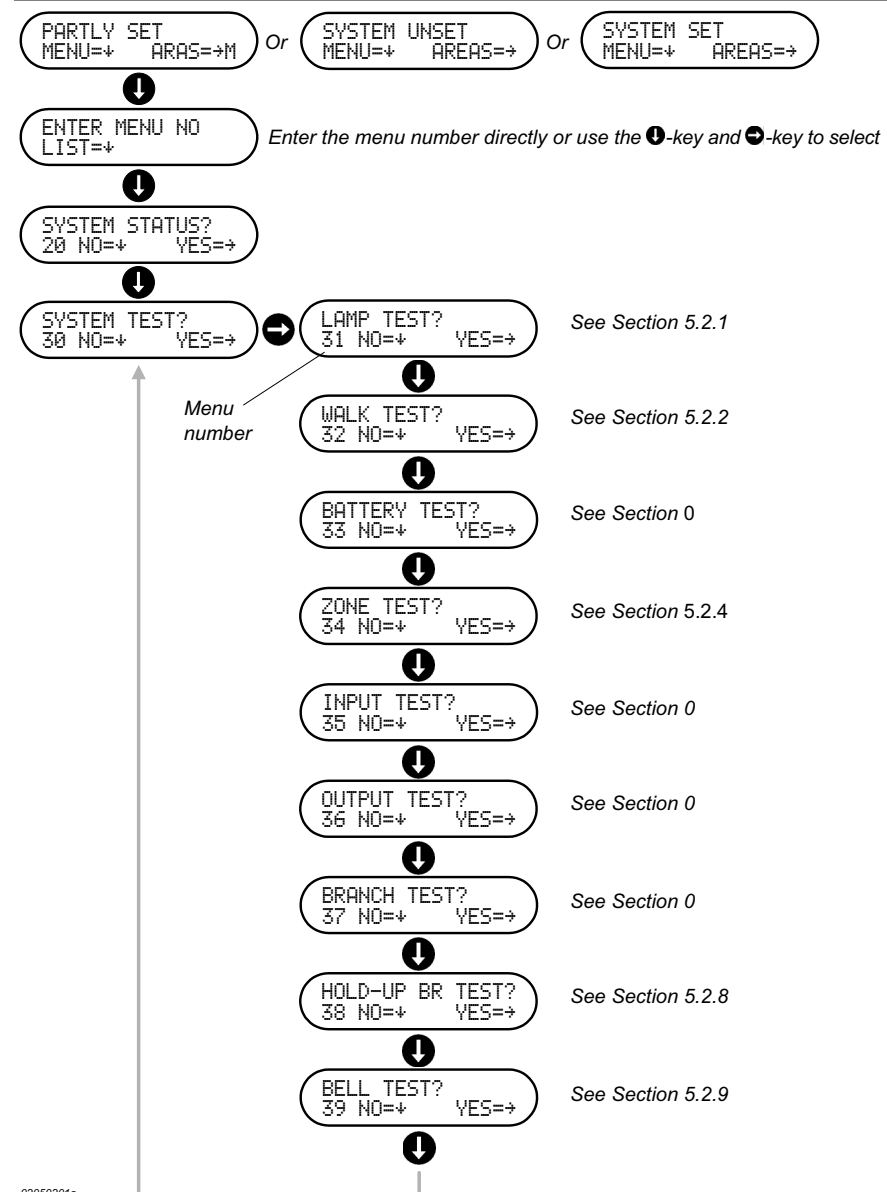 PARTLY SET
MENU=↓ ARAS=→M
Or
SYSTEM UNSET
MENU=↓ AREAS=→
Or
SYSTEM SET
MENU=↓ AREAS=→
ENTER MENU NO
LIST=↓
Enter the menu number directly or use the ↓-key and →-key to select
SYSTEM STATUS?
20 NO=↓ YES=→
SYSTEM TEST?
30 NO=↓ YES=→
LAMP TEST?
31 NO=↓ YES=→
See Section 5.2.1
Menu
number
WALK TEST?
32 NO=↓ YES=→
See Section 5.2.2
BATTERY TEST?
33 NO=↓ YES=→
See Section 0
ZONE TEST?
34 NO=↓ YES=→
See Section 5.2.4
INPUT TEST?
35 NO=↓ YES=→
See Section 0
OUTPUT TEST?
36 NO=↓ YES=→
See Section 0
BRANCH TEST?
37 NO=↓ YES=→
See Section 0
HOLD-UP BR TEST?
38 NO=↓ YES=→
See Section 5.2.8
BELL TEST?
39 NO=↓ YES=→
See Section 5.2.9